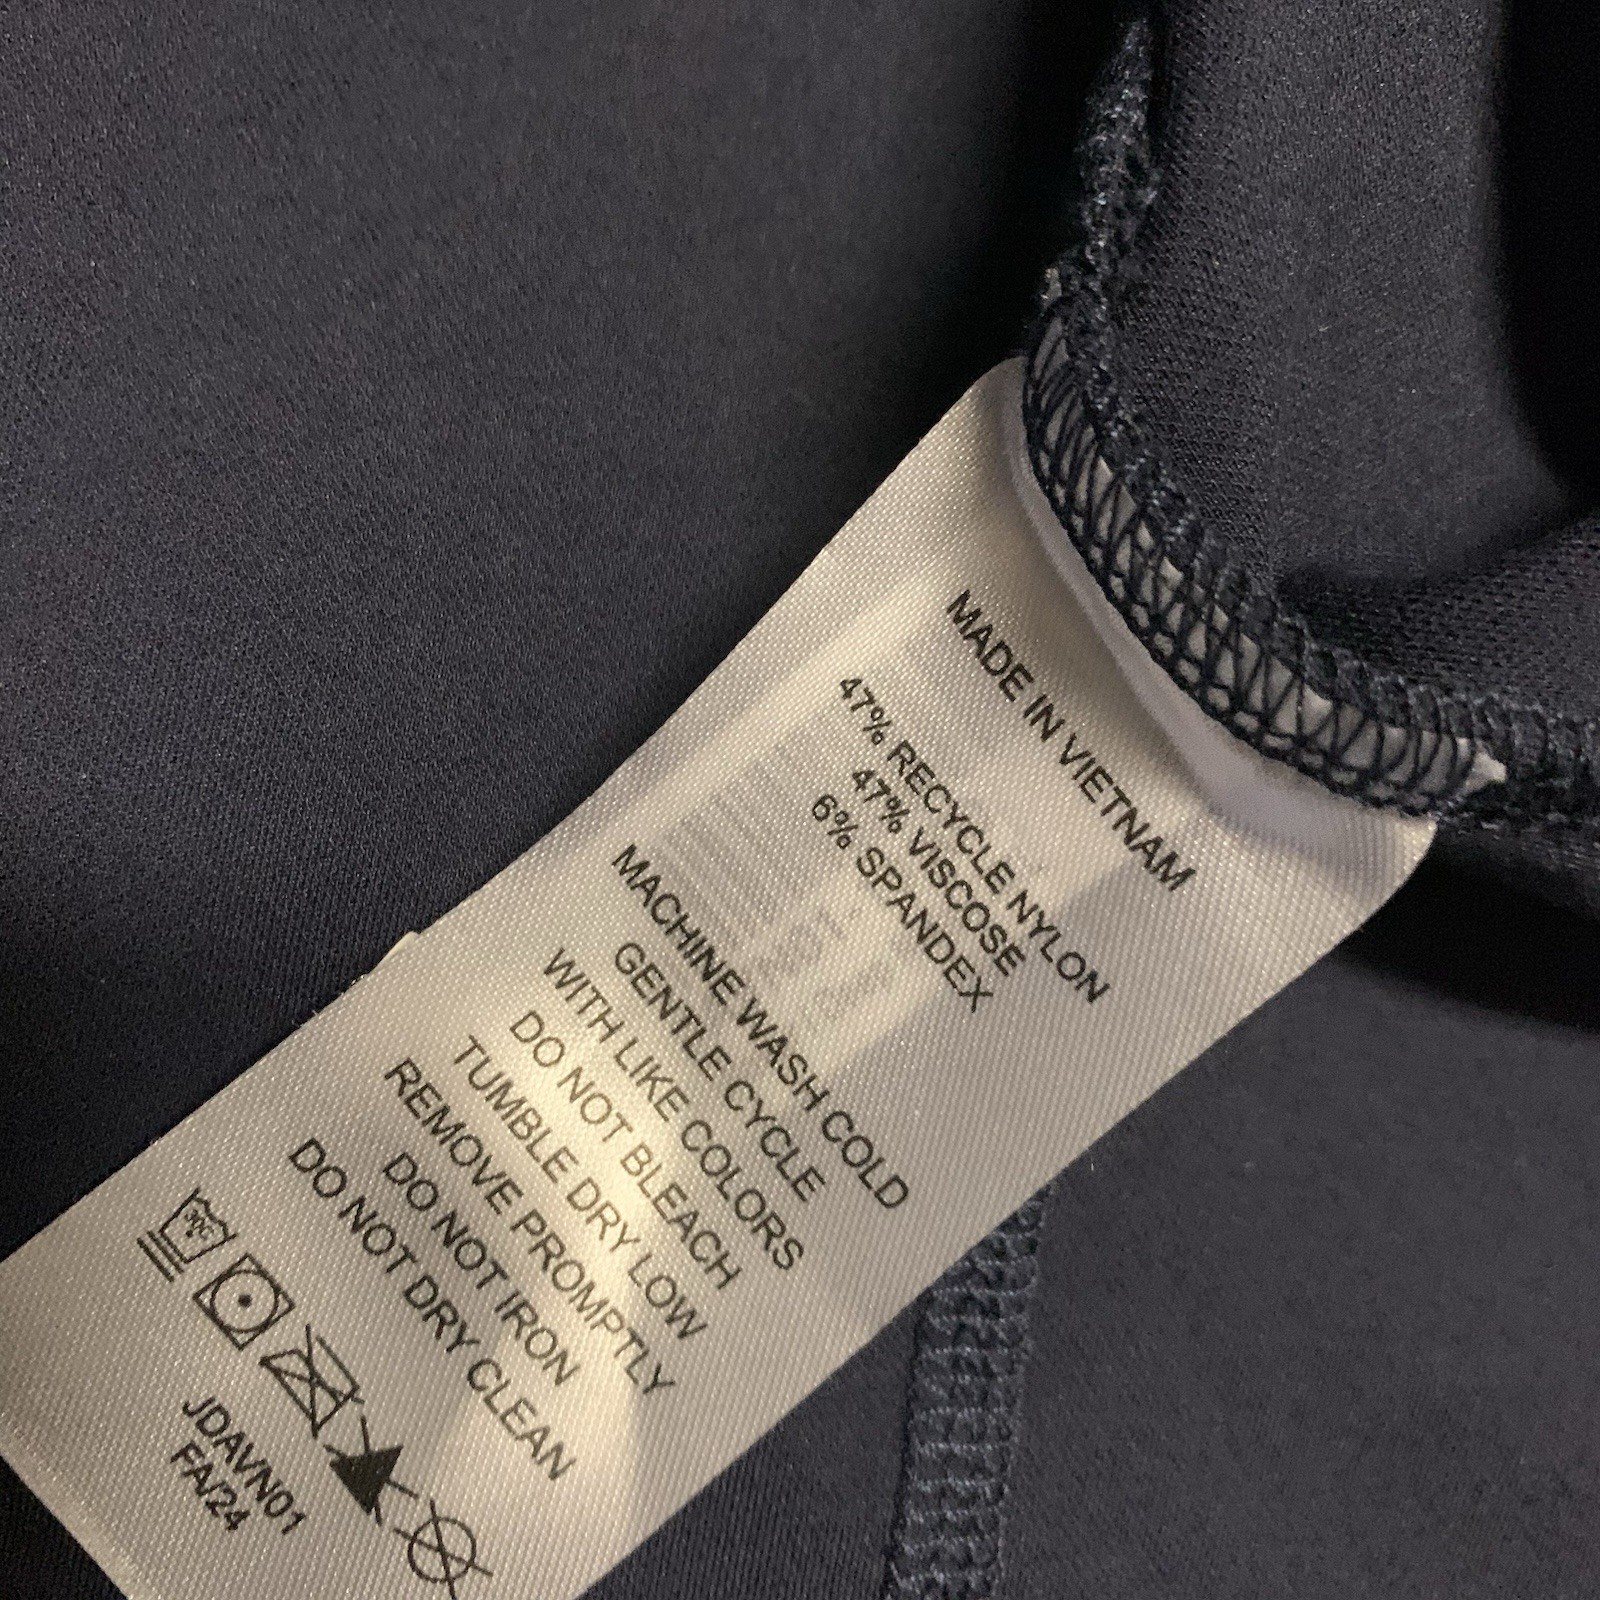 MADE IN VIETNAM
47% RECYCLE NYLON
47% VISCOSE
6% SPANDEX
MACHINE WASH COLD
GENTLE CYCLE
WITH LIKE COLORS
DO NOT BLEACH
TUMBLE DRY LOW
REMOVE PROMPTLY
DO NOT IRON
DO NOT DRY CLEAN
30C
JDAVN01
FA/24